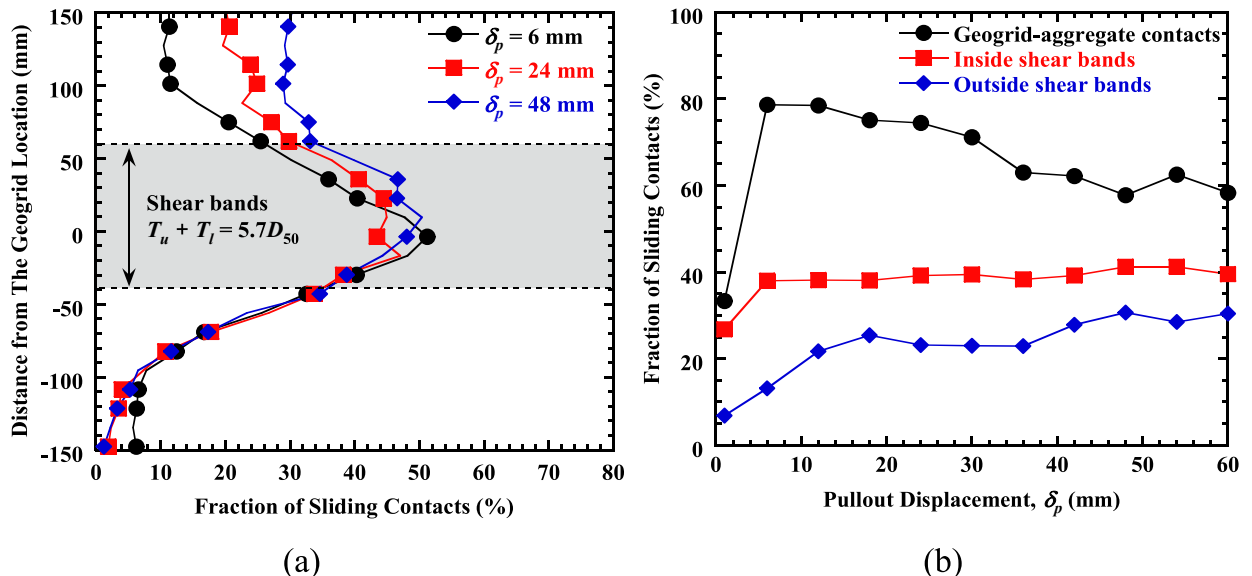 Distance from The Geogrid Location (mm)
150
100
50
0
-50
-100
-150
δp = 6 mm
δp = 24 mm
δp = 48 mm
Shear bands
Tu + Tl = 5.7D50
0 10 20 30 40 50 60 70 80
Fraction of Sliding Contacts (%)
(a)
Fraction of Sliding Contacts (%)
100
80
60
40
20
0
Geogrid-aggregate contacts
Inside shear bands
Outside shear bands
0 10 20 30 40 50 60
Pullout Displacement, δp (mm)
(b)